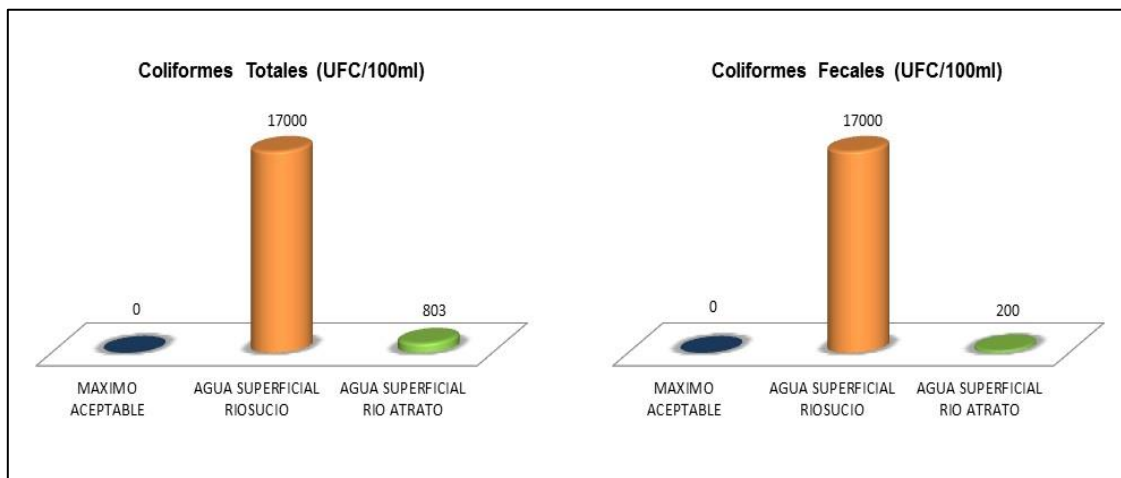 Coliformes Totales (UFC/100ml)
17000
0
803
MAXIMO
ACEPTABLE
AGUA SUPERFICIAL
RIOSUCIO
AGUA SUPERFICIAL
RIO ATRATO
Coliformes Fecales (UFC/100ml)
17000
0
200
MAXIMO
ACEPTABLE
AGUA SUPERFICIAL
RIOSUCIO
AGUA SUPERFICIAL
RIO ATRATO